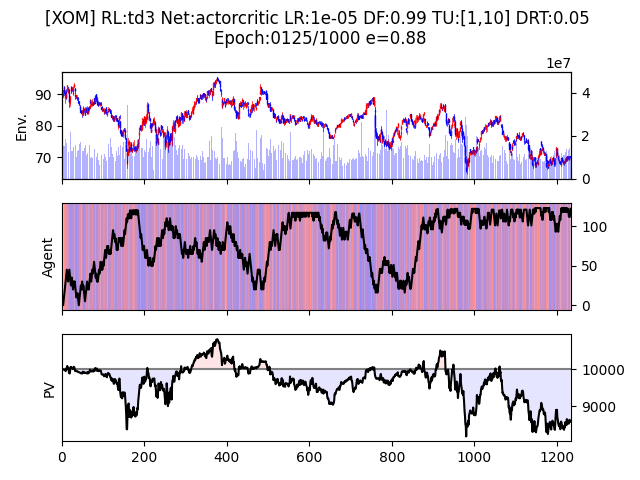 [XOM] RL:td3 Net:actorcritic LR:1e-05 DF:0.99 TU:[1,10] DRT:0.05
Epoch:0125/1000 e=0.88
1e7
90
80
70
Env.
4
2
0
Agent
100
50
0
PV
10000
9000
0 200 400 600 800 1000 1200